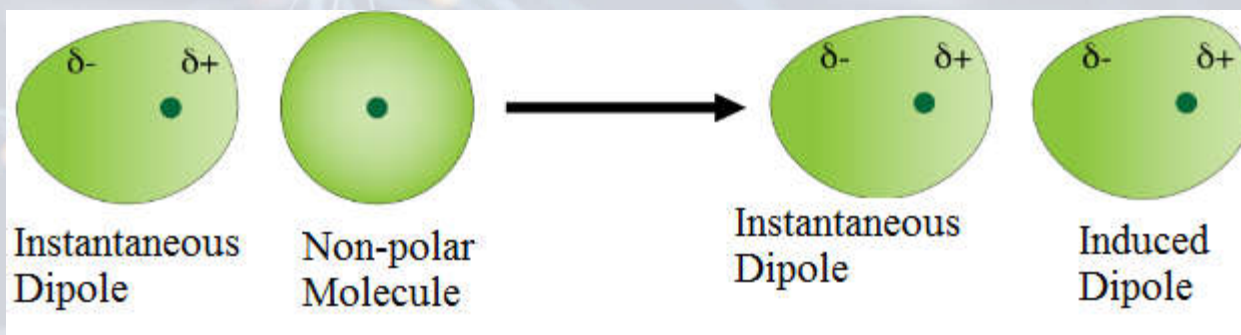 δ- δ+
δ- δ+
δ- δ+
Instantaneous
Dipole
Non-polar
Molecule
Instantaneous
Dipole
Induced
Dipole